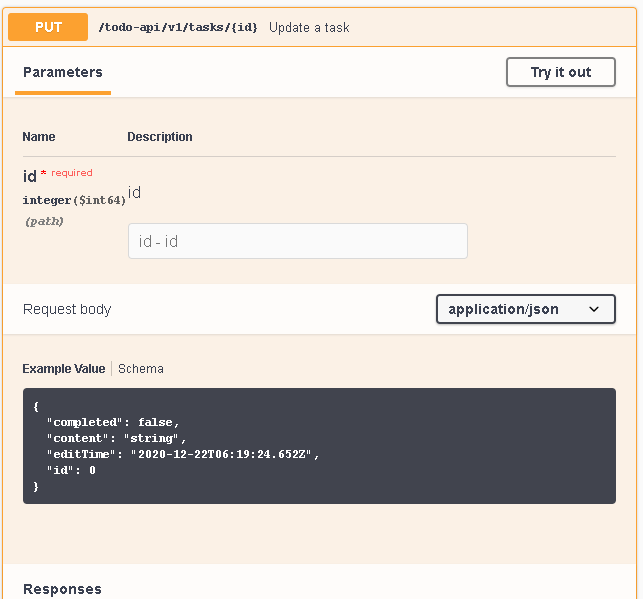 PUT /todo-api/v1/tasks/{id} Update a task
Parameters Try it out
Name Description
id * required
integer($int64)
(path)
id
id - id
Request body application/json
Example Value Schema
{
  "completed": false,
  "content": "string",
  "editTime": "2020-12-22T06:19:24.652Z",
  "id": 0
}
Responses